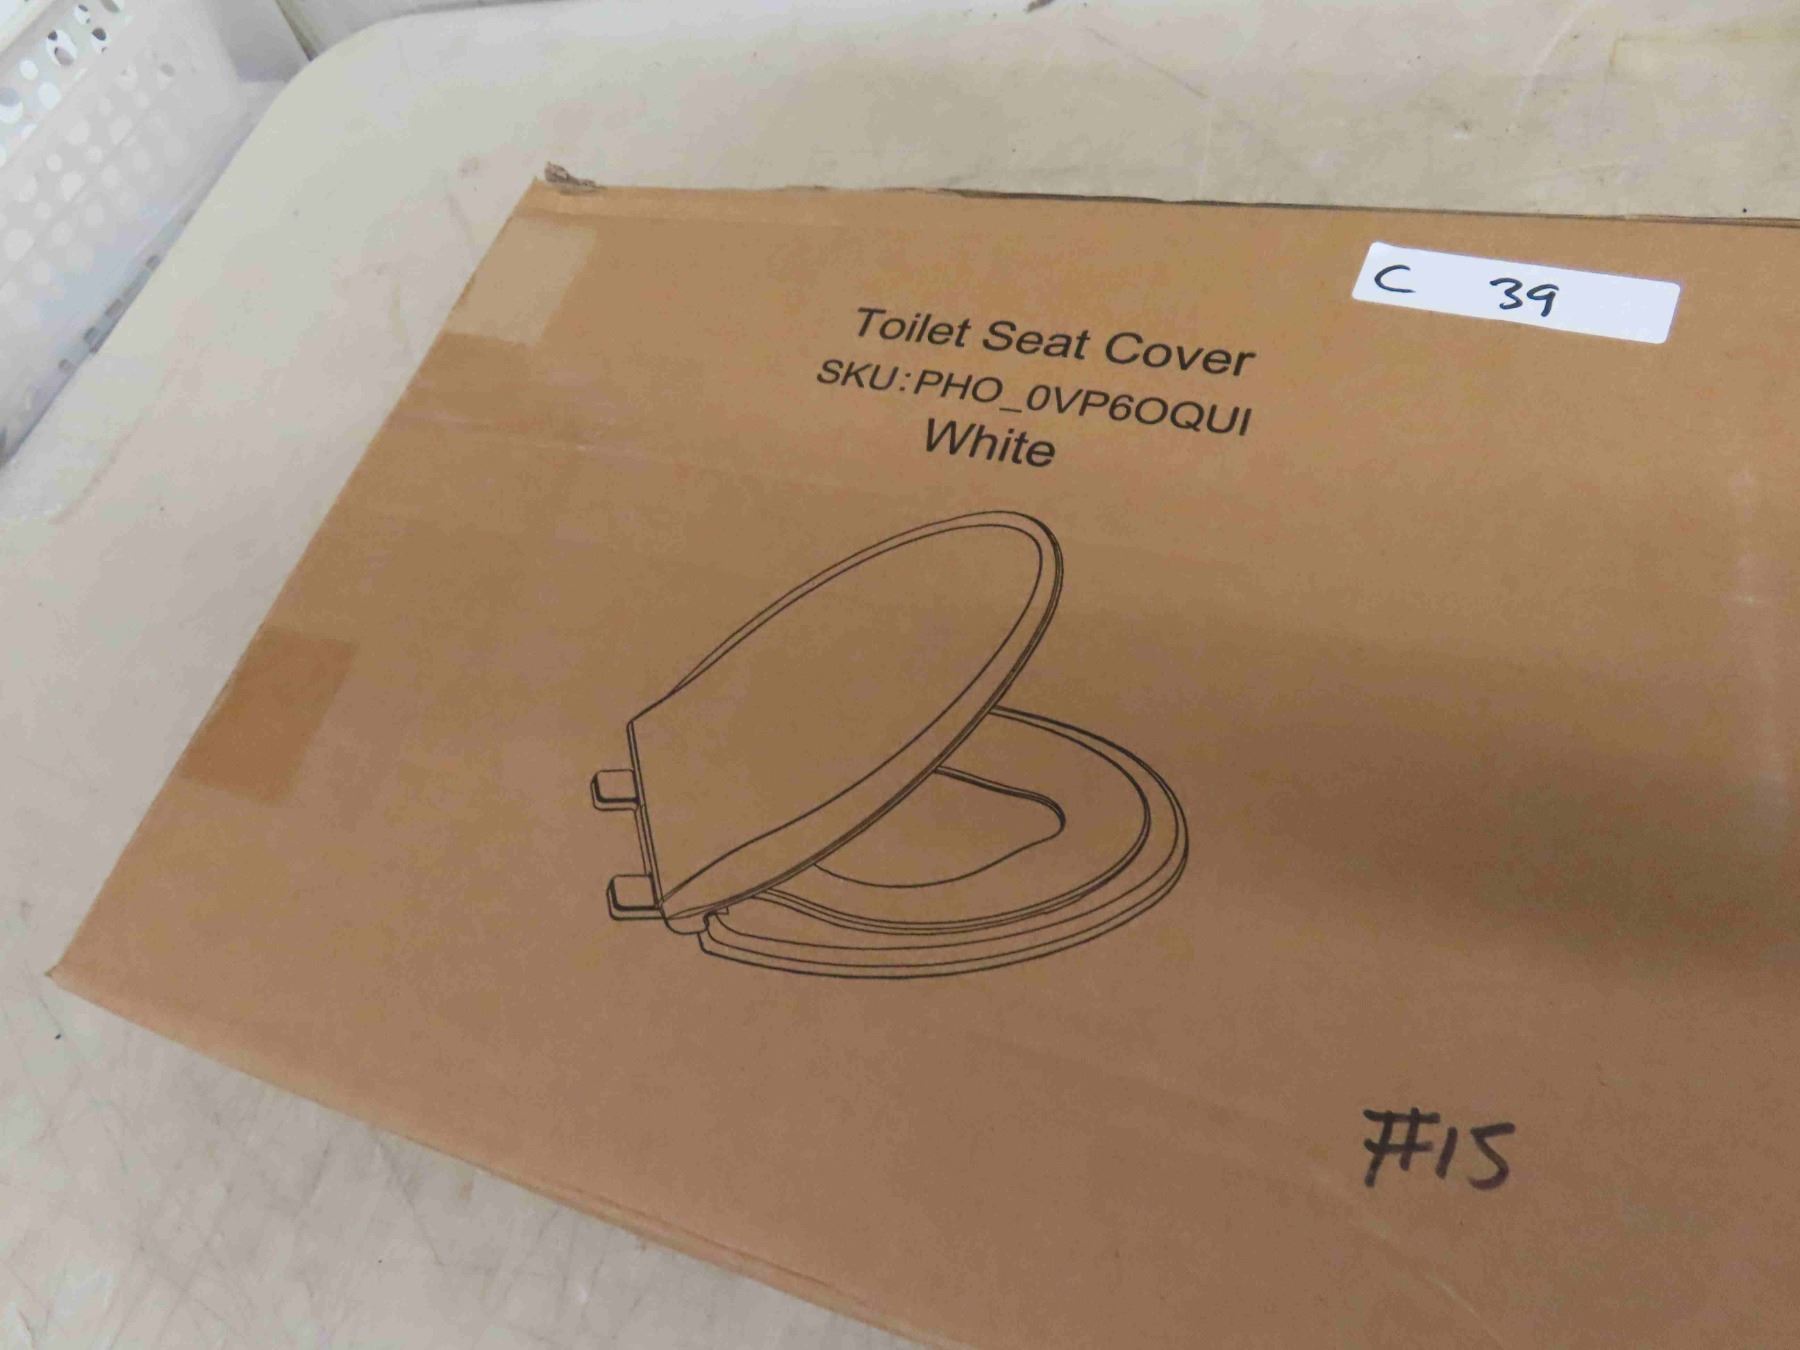 C 39
Toilet Seat Cover
SKU:PHO_0VP6OQUI
White
#15